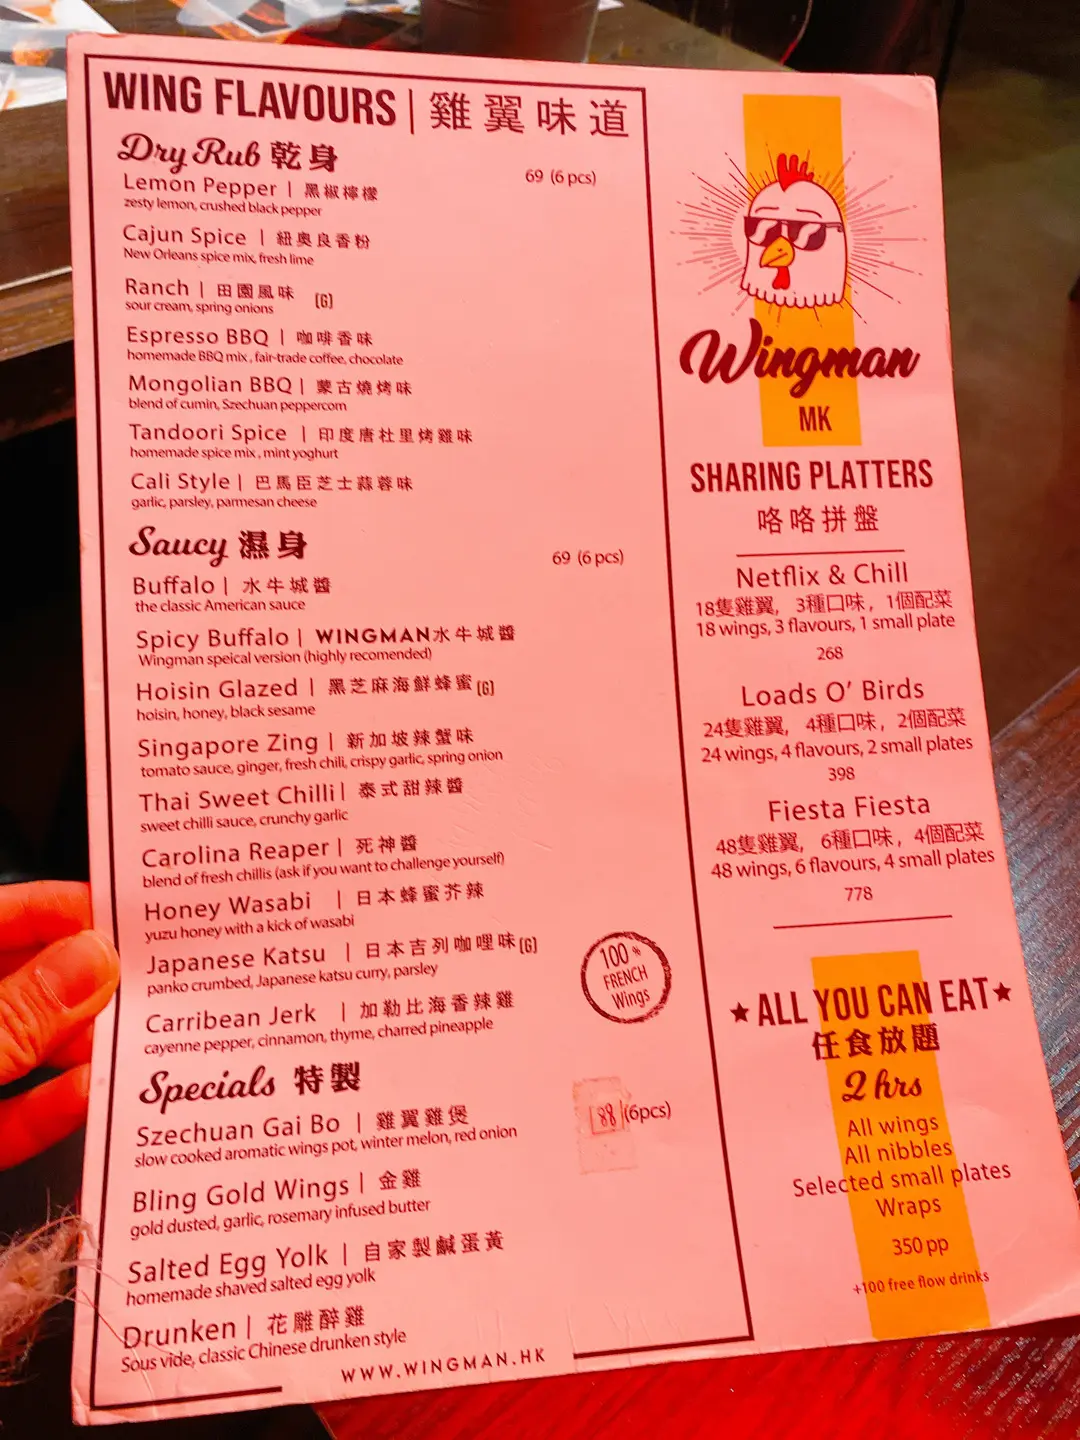 WING FLAVOURS | 雞翼味道
Dry Rub 乾身
69 (6 pcs)
Lemon Pepper | 黑椒檸檬
zesty lemon, crushed black pepper
Cajun Spice | 紐奧良香粉
New Orleans spice mix, fresh lime
Ranch | 田園風味 (G)
sour cream, spring onions
Espresso BBQ | 咖啡香味
homemade BBQ mix , fair-trade coffee, chocolate
Mongolian BBQ | 蒙古燒烤味
blend of cumin, Szechuan peppercorn
Tandoori Spice | 印度唐杜里烤雞味
homemade spice mix , mint yoghurt
Cali Style | 巴馬臣芝士蒜蓉味
garlic, parsley, parmesan cheese
Saucy 濕身
69 (6 pcs)
Buffalo | 水牛城醬
the classic American sauce
Spicy Buffalo | WINGMAN水牛城醬
Wingman speical version (highly recomended)
Hoisin Glazed | 黑芝麻海鮮蜂蜜 (G)
hoisin, honey, black sesame
Singapore Zing | 新加坡辣蟹味
tomato sauce, ginger, fresh chili, crispy garlic, spring onion
Thai Sweet Chilli | 泰式甜辣醬
sweet chilli sauce, crunchy garlic
Carolina Reaper | 死神醬
blend of fresh chillis (ask if you want to challenge yourself)
Honey Wasabi | 日本蜂蜜芥辣
yuzu honey with a kick of wasabi
Japanese Katsu | 日本吉列咖哩味 (G)
panko crumbed, Japanese katsu curry, parsley
Carribean Jerk | 加勒比海香辣雞
cayenne pepper, cinnamon, thyme, charred pineapple
100 %
FRENCH
Wings
Specials 特製
88 (6pcs)
Szechuan Gai Bo | 雞翼雞煲
slow cooked aromatic wings pot, winter melon, red onion
Bling Gold Wings | 金雞
gold dusted, garlic, rosemary infused butter
Salted Egg Yolk | 自家製鹹蛋黃
homemade shaved salted egg yolk
Drunken | 花雕醉雞
Sous vide, classic Chinese drunken style
WWW.WINGMAN.HK
Wingman
MK
SHARING PLATTERS
咯咯拼盤
Netflix & Chill
18隻雞翼, 3種口味, 1個配菜
18 wings, 3 flavours, 1 small plate
268
Loads O' Birds
24隻雞翼, 4種口味, 2個配菜
24 wings, 4 flavours, 2 small plates
398
Fiesta Fiesta
48隻雞翼, 6種口味, 4個配菜
48 wings, 6 flavours, 4 small plates
778
★ALL YOU CAN EAT★
任食放題
2 hrs
All wings
All nibbles
Selected small plates
Wraps
350 pp
+100 free flow drinks